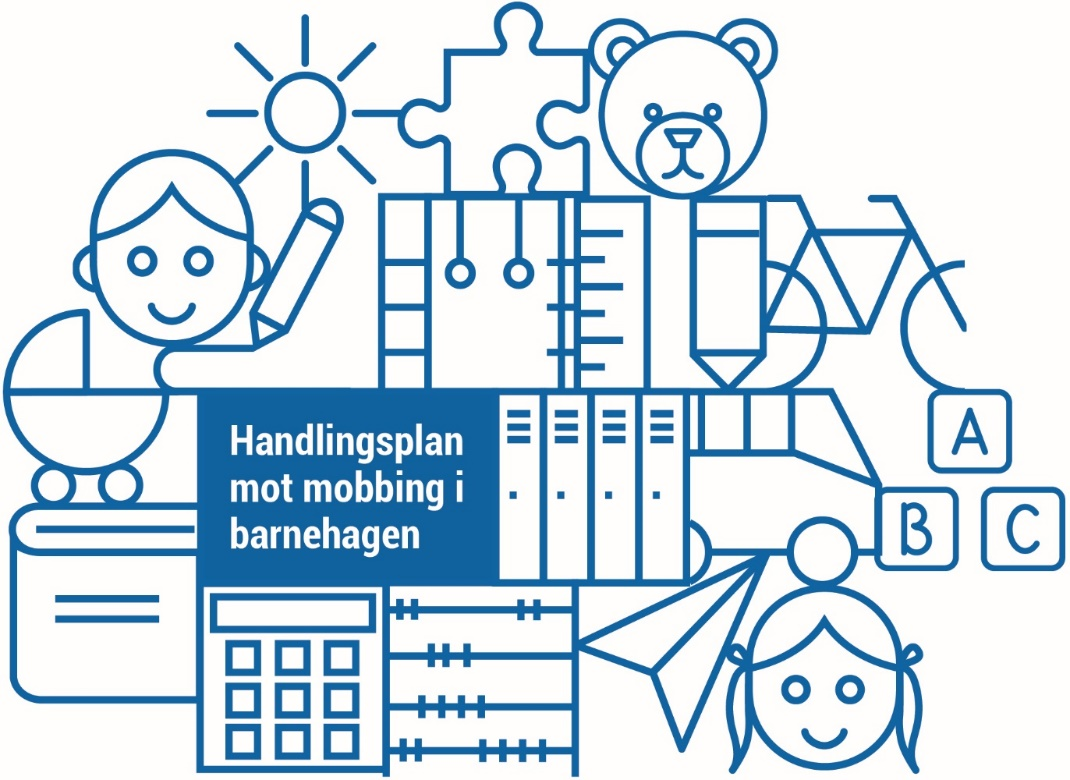 Handlingsplan
mot mobbing i
barnehagen
A
B C